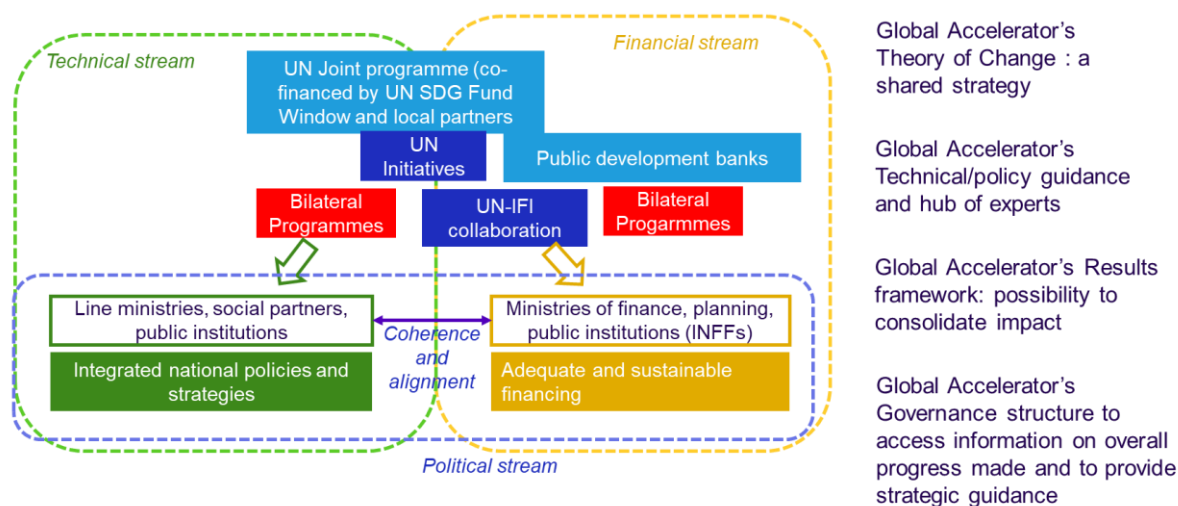 Technical stream
Financial stream
UN Joint programme (co-
financed by UN SDG Fund
Window and local partners
UN
Initiatives
Public development banks
Bilateral
Programmes
UN-IFI
collaboration
Bilateral
Progarmmes
Line ministries, social partners,
public institutions
Coherence
and
alignment
Ministries of finance, planning,
public institutions (INFFs)
Integrated national policies and
strategies
Adequate and sustainable
financing
Political stream
Global Accelerator's
Theory of Change : a
shared strategy
Global Accelerator's
Technical/policy guidance
and hub of experts
Global Accelerator's Results
framework: possibility to
consolidate impact
Global Accelerator's
Governance structure to
access information on overall
progress made and to provide
strategic guidance